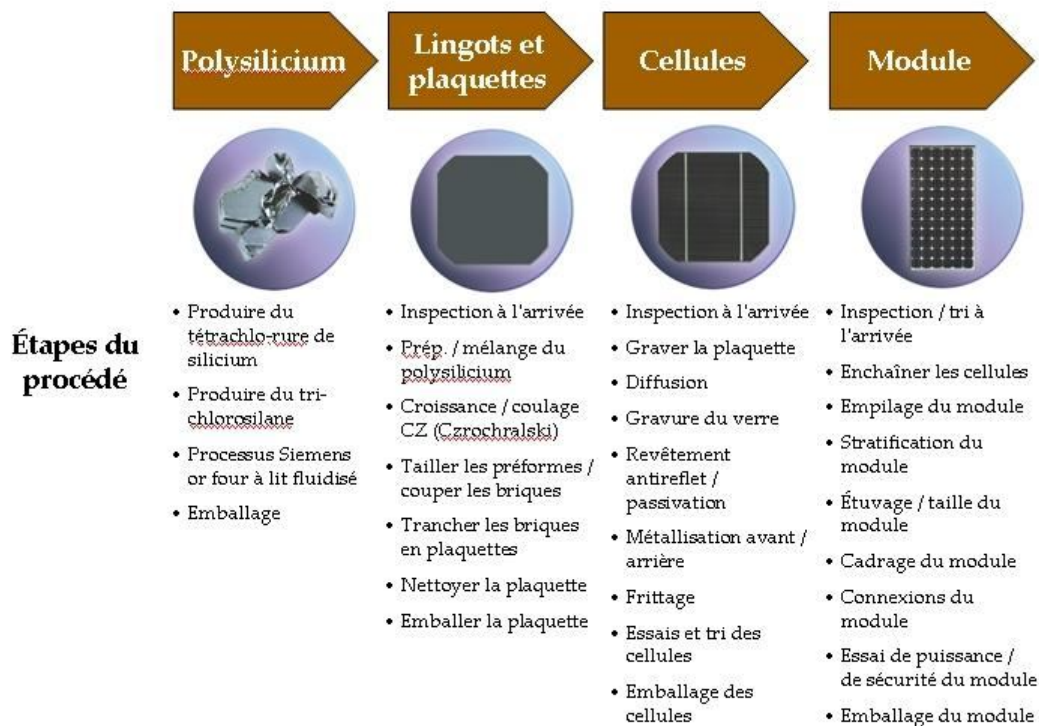 Polysilicium
Lingots et
plaquettes
Cellules
Module
Étapes du
procédé
• Produire du
tétrachlo-rure de
silicium
• Produire du tri-
chlorosilane
• Processus Siemens
or four à lit fluidisé
• Emballage
• Inspection à l'arrivée
• Prép. / mélange du
polysilicium
• Croissance / coulage
CZ (Czrochralski)
• Tailler les préformes /
couper les briques
• Trancher les briques
en plaquettes
• Nettoyer la plaquette
• Emballer la plaquette
• Inspection à l'arrivée
• Graver la plaquette
• Diffusion
• Gravure du verre
• Revêtement
antireflet /
passivation
• Métallisation avant /
arrière
• Frittage
• Essais et tri des
cellules
• Emballage des
cellules
• Inspection / tri à
l'arrivée
• Enchaîner les cellules
• Empilage du module
• Stratification du
module
• Étuvage / taille du
module
• Cadrage du module
• Connexions du
module
• Essai de puissance /
de sécurité du module
• Emballage du module